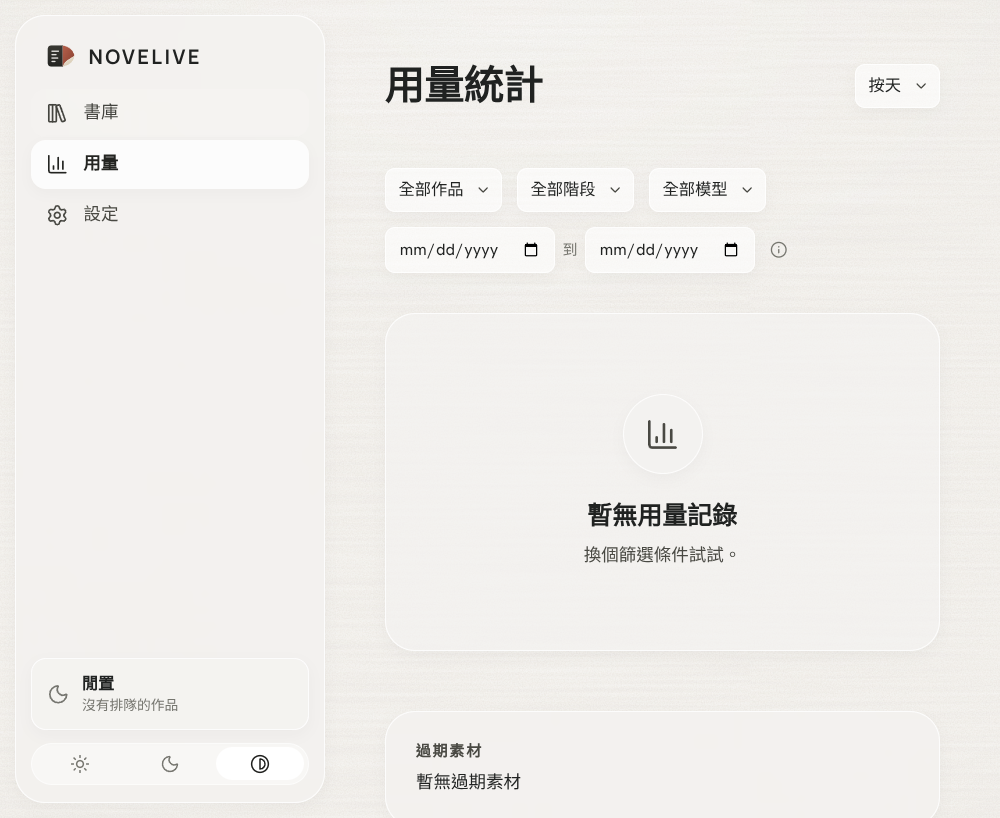 NOVELIVE
書庫
用量
設定
閒置
沒有排隊的作品
用量統計
按天
全部作品
全部階段
全部模型
mm/dd/yyyy
到
mm/dd/yyyy
暫無用量記錄
換個篩選條件試試。
過期素材
暫無過期素材